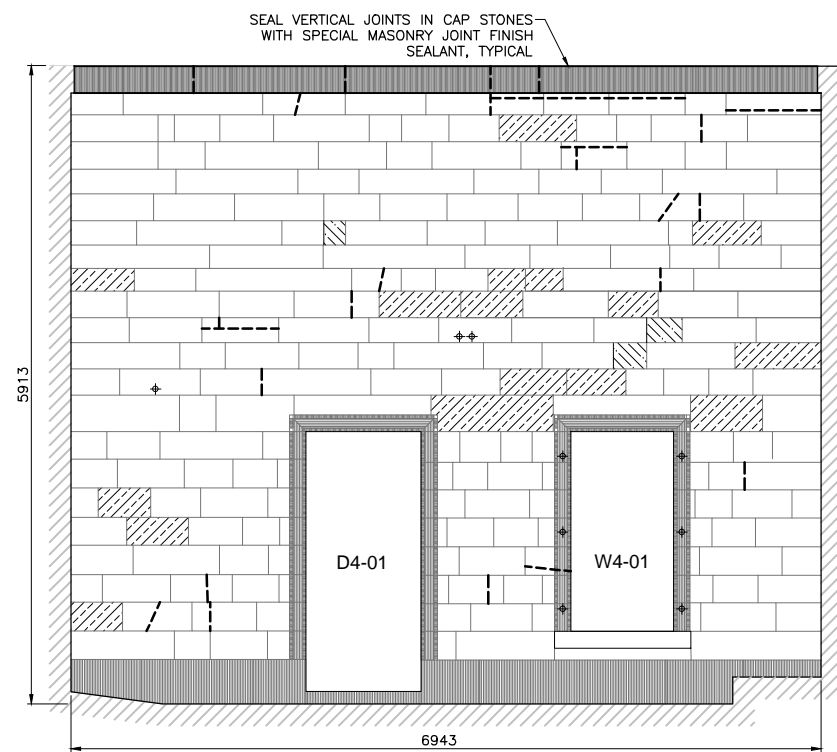 SEAL VERTICAL JOINTS IN CAP STONES
WITH SPECIAL MASONRY JOINT FINISH
SEALANT, TYPICAL
5913
D4-01
W4-01
6943